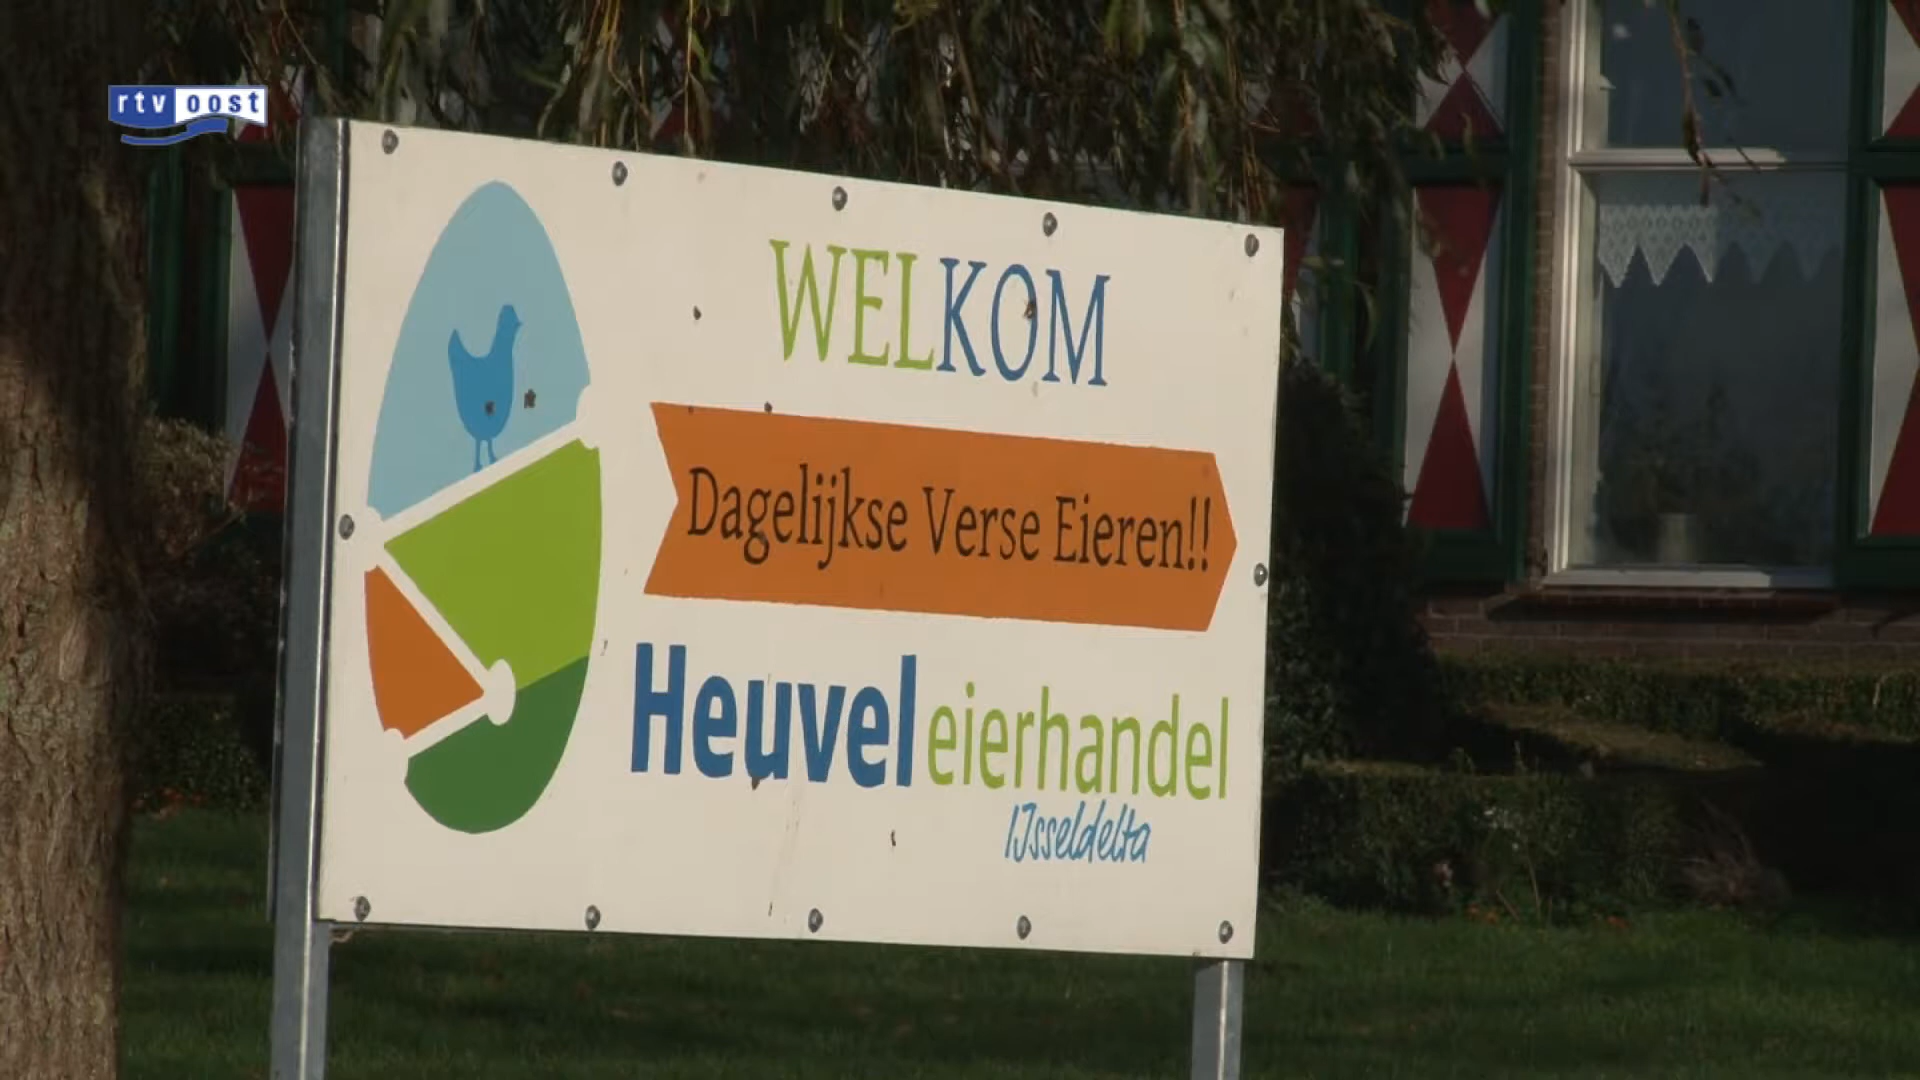 rtv oost
WELKOM
Dagelijkse Verse Eieren!!
Heuvel eierhandel
IJsseldelta